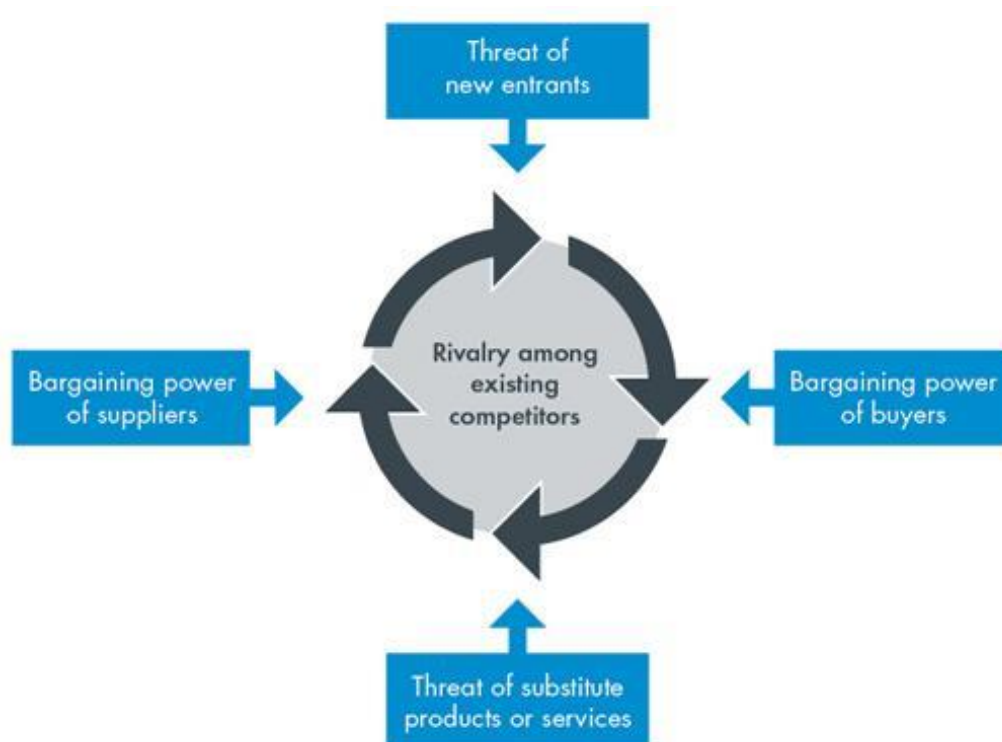 Threat of
new entrants
Rivalry among
existing
competitors
Bargaining power
of suppliers
Bargaining power
of buyers
Threat of substitute
products or services